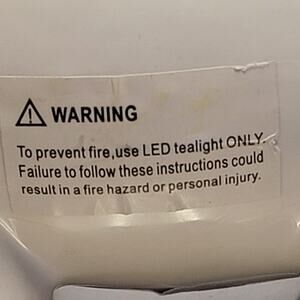 WARNING
To prevent fire,use LED tealight ONLY.
Failure to follow these instructions could
result in a fire hazard or personal injury.